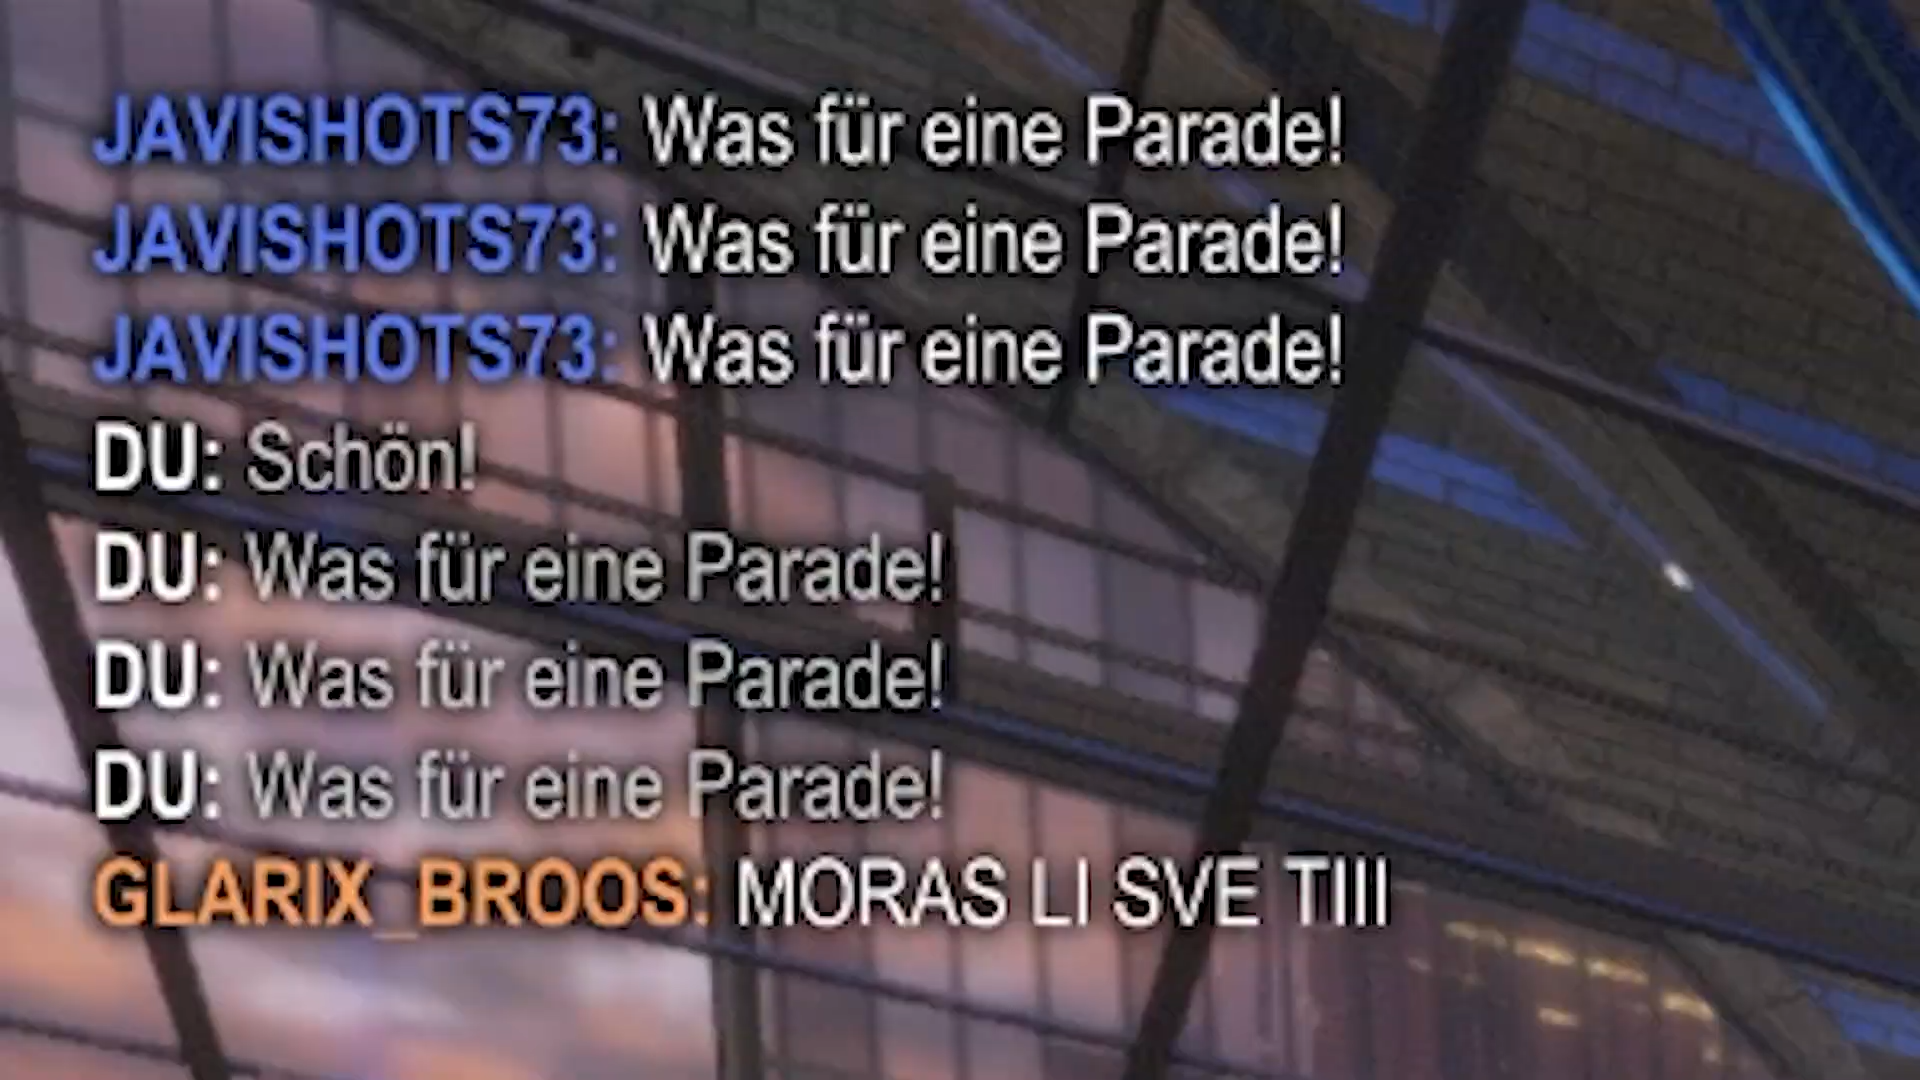 JAVISHOTS73: Was für eine Parade!
JAVISHOTS73: Was für eine Parade!
JAVISHOTS73: Was für eine Parade!
DU: Schön!
DU: Was für eine Parade!
DU: Was für eine Parade!
DU: Was für eine Parade!
GLARIX_BROOS: MORAS LI SVE TIII